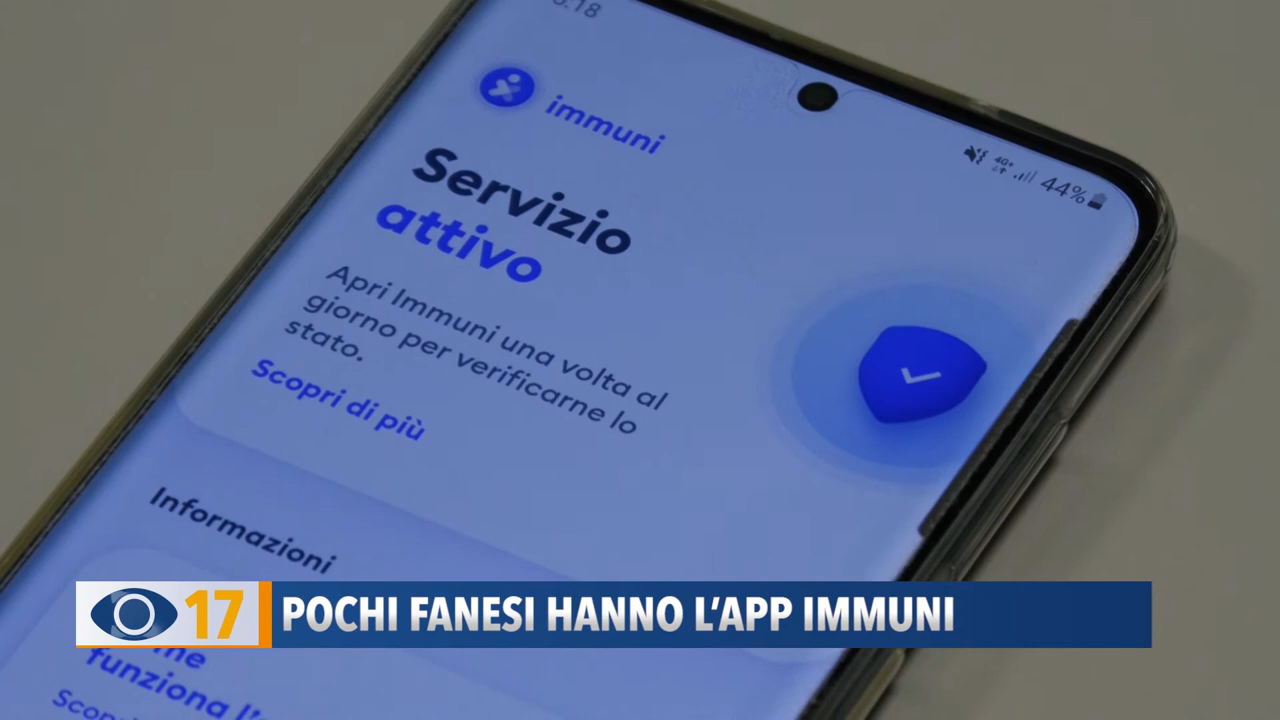 immuni
44%
Servizio
attivo
Apri Immuni una volta al
giorno per verificarne lo
stato.
Scopri di più
Informazioni
17 POCHI FANESI HANNO L'APP IMMUNI
funziona